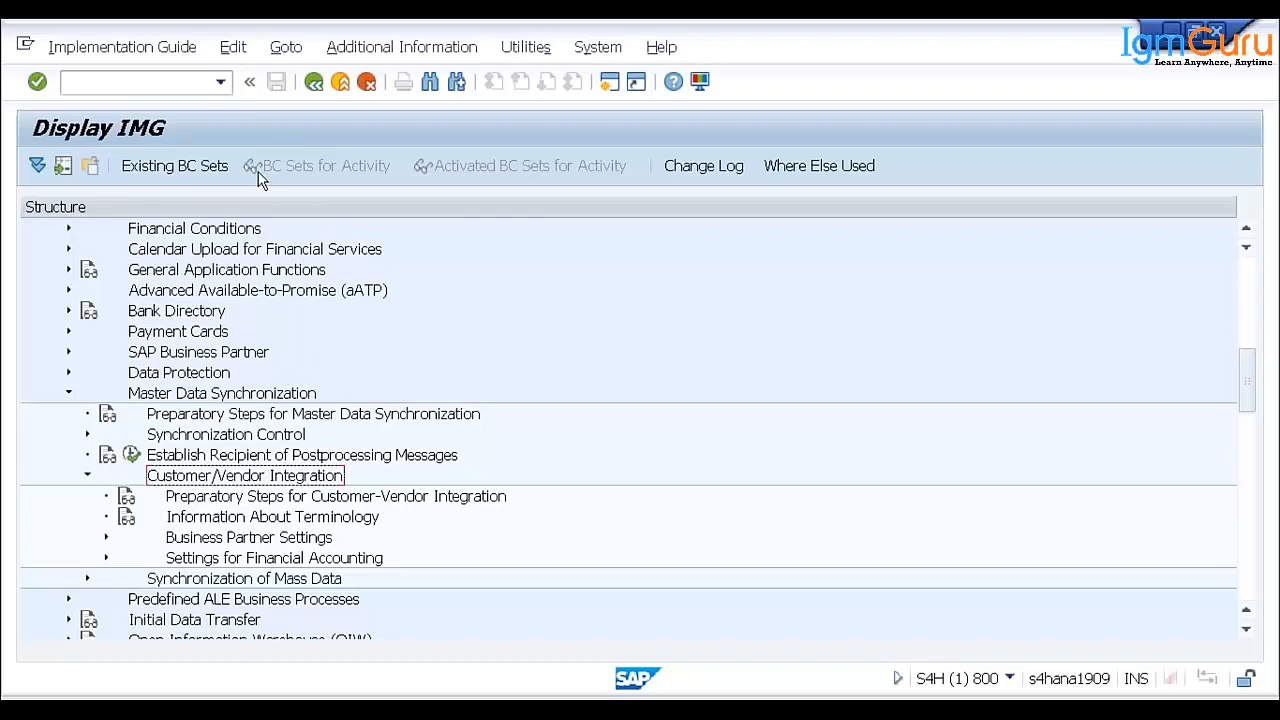 IgmGuru
Learn Anywhere, Anytime
Implementation Guide Edit Goto Additional Information Utilities System Help
Display IMG
Existing BC Sets BC Sets for Activity Activated BC Sets for Activity Change Log Where Else Used
Structure
Financial Conditions
Calendar Upload for Financial Services
General Application Functions
Advanced Available-to-Promise (aATP)
Bank Directory
Payment Cards
SAP Business Partner
Data Protection
Master Data Synchronization
Preparatory Steps for Master Data Synchronization
Synchronization Control
Establish Recipient of Postprocessing Messages
Customer/Vendor Integration
Preparatory Steps for Customer-Vendor Integration
Information About Terminology
Business Partner Settings
Settings for Financial Accounting
Synchronization of Mass Data
Predefined ALE Business Processes
Initial Data Transfer
Open Information Warehouse (OIW)
SAP S4H (1) 800 s4hana1909 INS